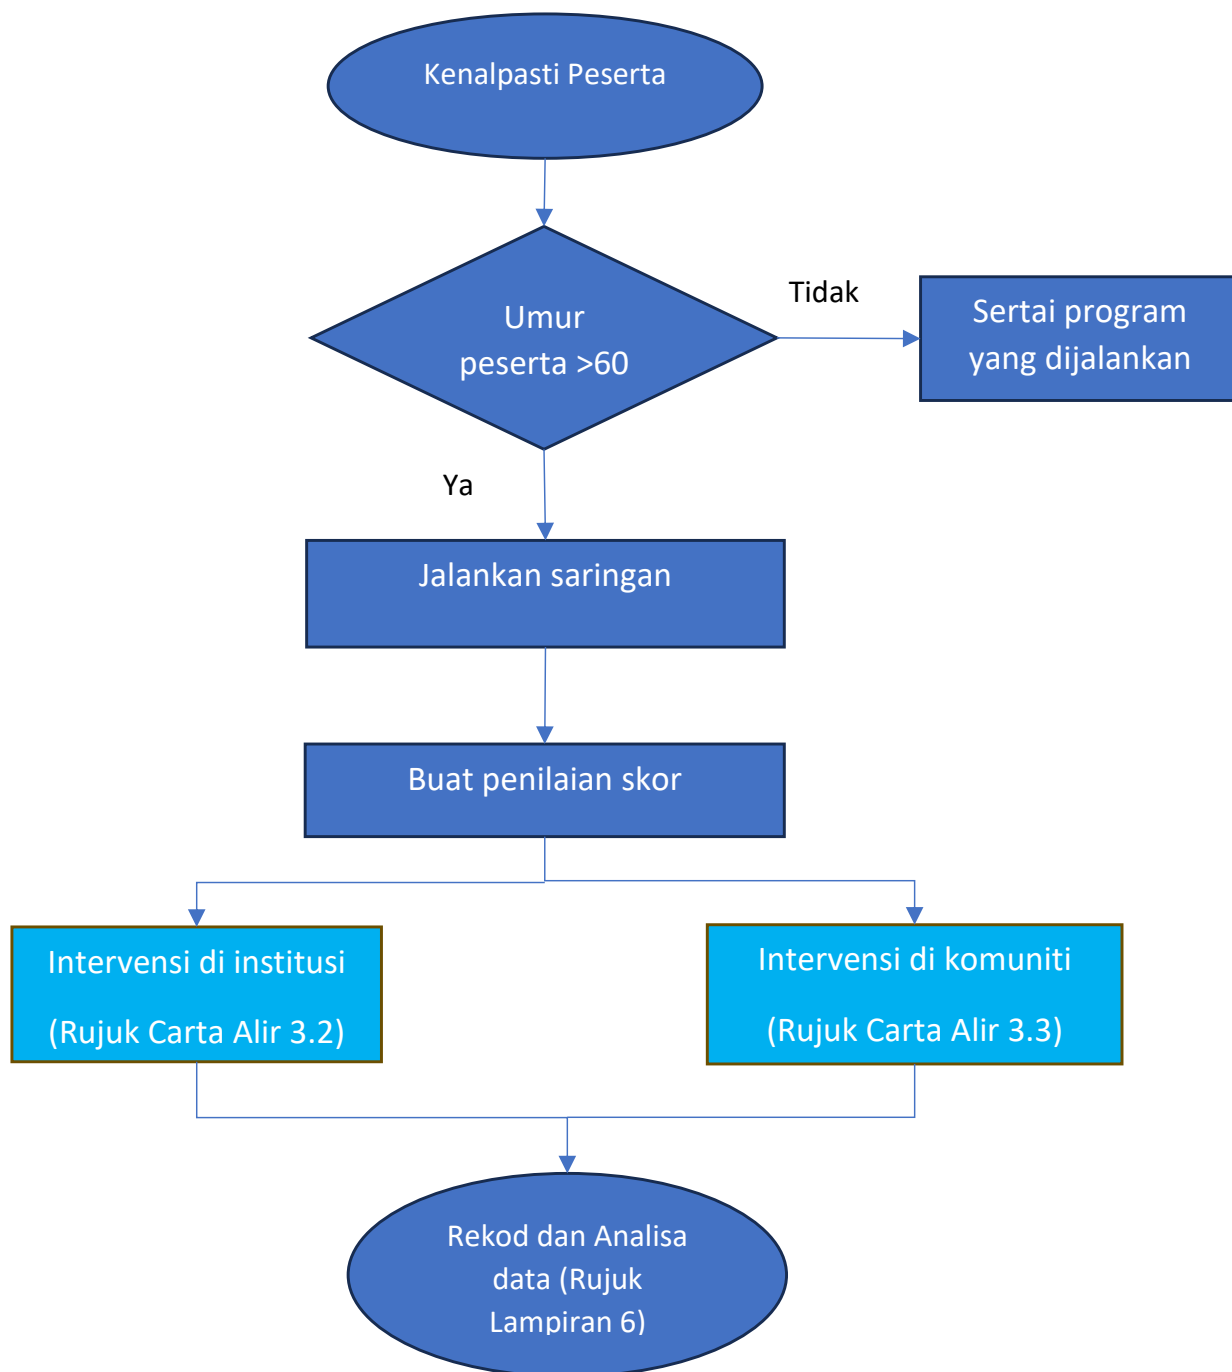 Kenalpasti Peserta
Umur
peserta >60
Tidak
Sertai program
yang dijalankan
Ya
Jalankan saringan
Buat penilaian skor
Intervensi di institusi
(Rujuk Carta Alir 3.2)
Intervensi di komuniti
(Rujuk Carta Alir 3.3)
Rekod dan Analisa
data (Rujuk
Lampiran 6)